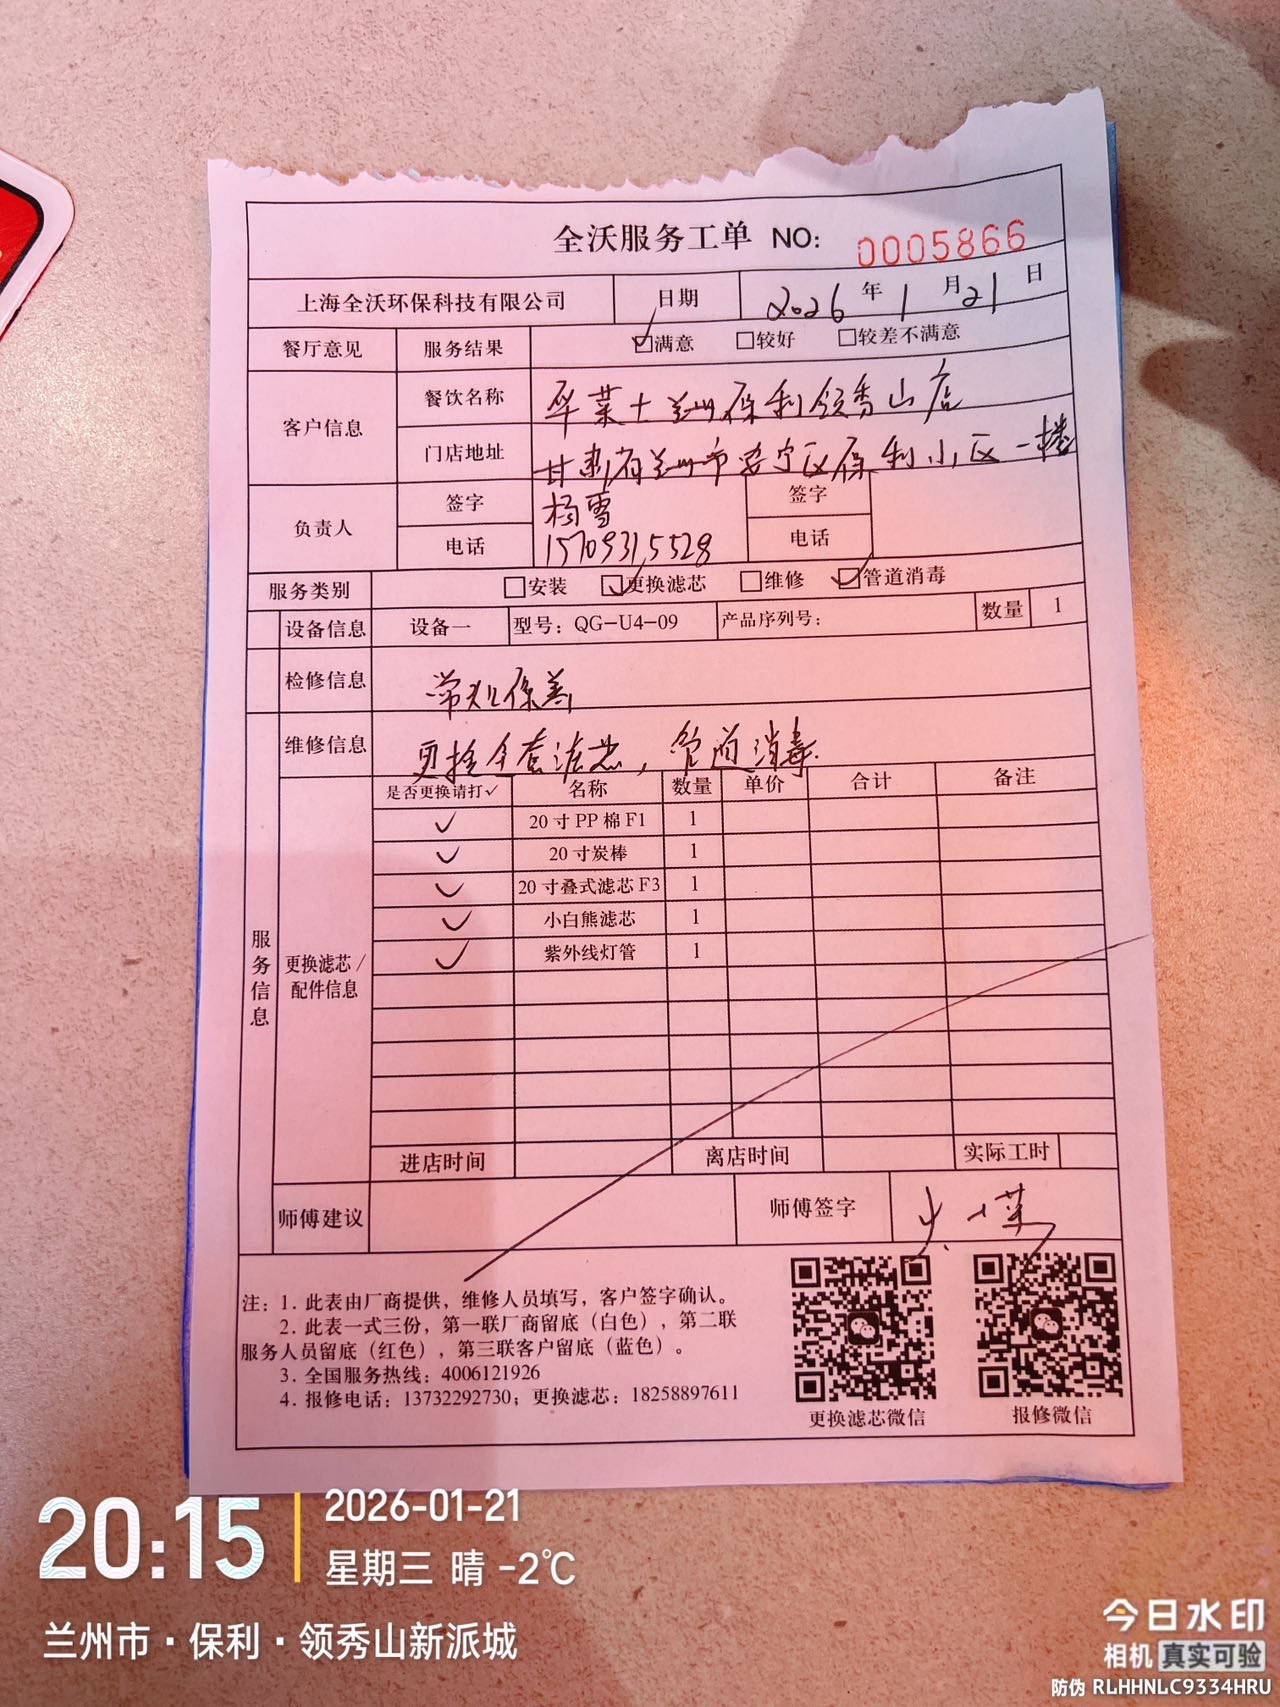 全沃服务工单 NO: 0005866
上海全沃环保科技有限公司 日期 2026 年 1 月 21 日
餐厅意见 服务结果 ☑满意 □较好 □较差不满意
客户信息 餐饮名称 毕莱士兰州保利领秀山店
门店地址 甘肃省兰州市安宁区保利小区一楼
负责人 签字 杨雪 签字
电话 15709315528 电话
服务类别 □安装 ☑更换滤芯 □维修 ☑管道消毒
设备信息 设备一 型号：QG-U4-09 产品序列号： 数量 1
检修信息 常规保养
维修信息 更换全套滤芯，管道消毒.
是否更换请打✓ 名称 数量 单价 合计 备注
✓ 20寸PP棉F1 1
✓ 20寸炭棒 1
✓ 20寸叠式滤芯F3 1
✓ 小白熊滤芯 1
✓ 紫外线灯管 1
服务信息
更换滤芯/
配件信息
进店时间 离店时间 实际工时
师傅建议 师傅签字
注：1. 此表由厂商提供，维修人员填写，客户签字确认。
2. 此表一式三份，第一联厂商留底（白色），第二联
服务人员留底（红色），第三联客户留底（蓝色）。
3. 全国服务热线：4006121926
4. 报修电话：13732292730；更换滤芯：18258897611
更换滤芯微信 报修微信
20:15 2026-01-21
星期三 晴 -2℃
兰州市·保利·领秀山新派城
今日水印
相机 真实可验
防伪 RLHHNLC9334HRU